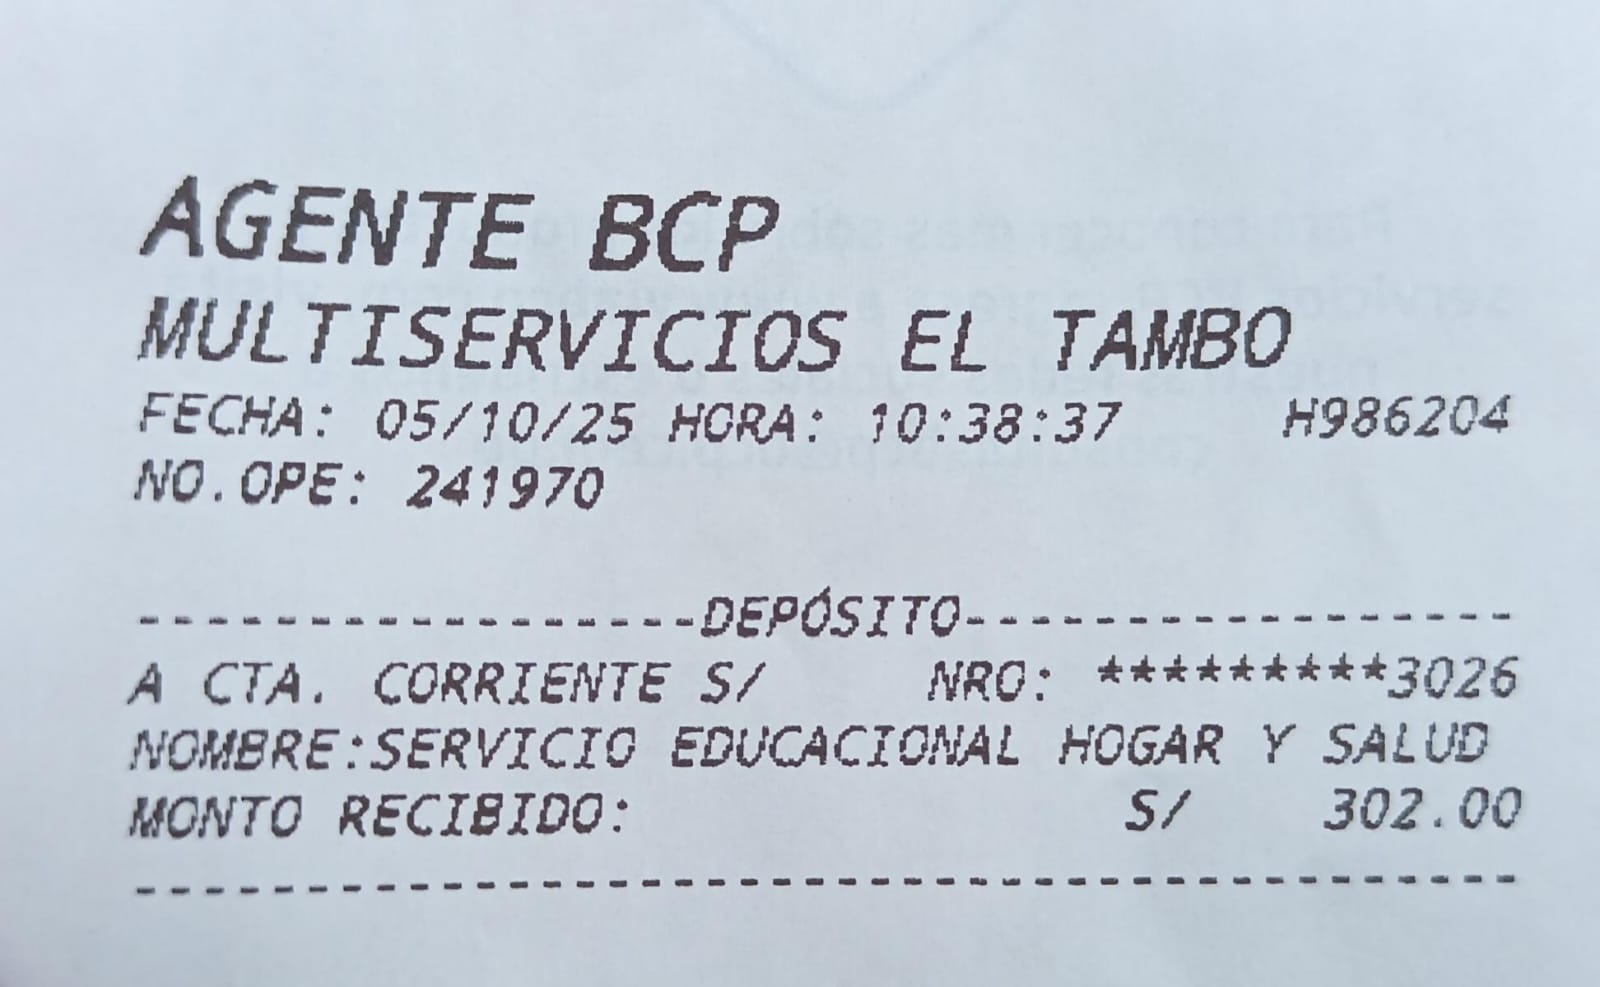 AGENTE BCP
MULTISERVICIOS EL TAMBO
FECHA: 05/10/25 HORA: 10:38:37 H986204
NO.OPE: 241970
------------------DEPÓSITO------------------
A CTA. CORRIENTE S/ NRO: *********3026
NOMBRE:SERVICIO EDUCACIONAL HOGAR Y SALUD
MONTO RECIBIDO: S/ 302.00
--------------------------------------------